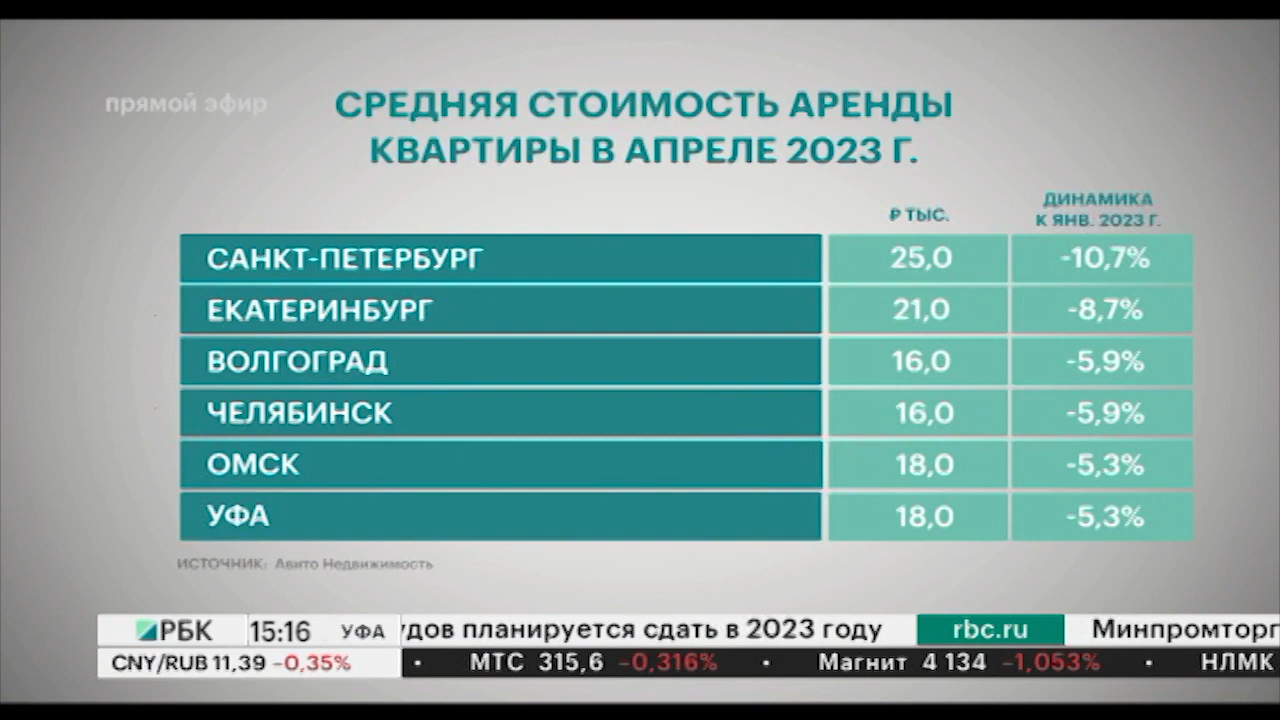 прямой эфир
СРЕДНЯЯ СТОИМОСТЬ АРЕНДЫ
КВАРТИРЫ В АПРЕЛЕ 2023 Г.
₽ ТЫС.
ДИНАМИКА
К ЯНВ. 2023 Г.
САНКТ-ПЕТЕРБУРГ 25,0 -10,7%
ЕКАТЕРИНБУРГ 21,0 -8,7%
ВОЛГОГРАД 16,0 -5,9%
ЧЕЛЯБИНСК 16,0 -5,9%
ОМСК 18,0 -5,3%
УФА 18,0 -5,3%
ИСТОЧНИК: Авито Недвижимость
РБК 15:16 УФА удов планируется сдать в 2023 году rbc.ru Минпромторг
CNY/RUB 11,39 -0,35% • МТС 315,6 -0,316% • Магнит 4 134 -1,053% • НЛМК